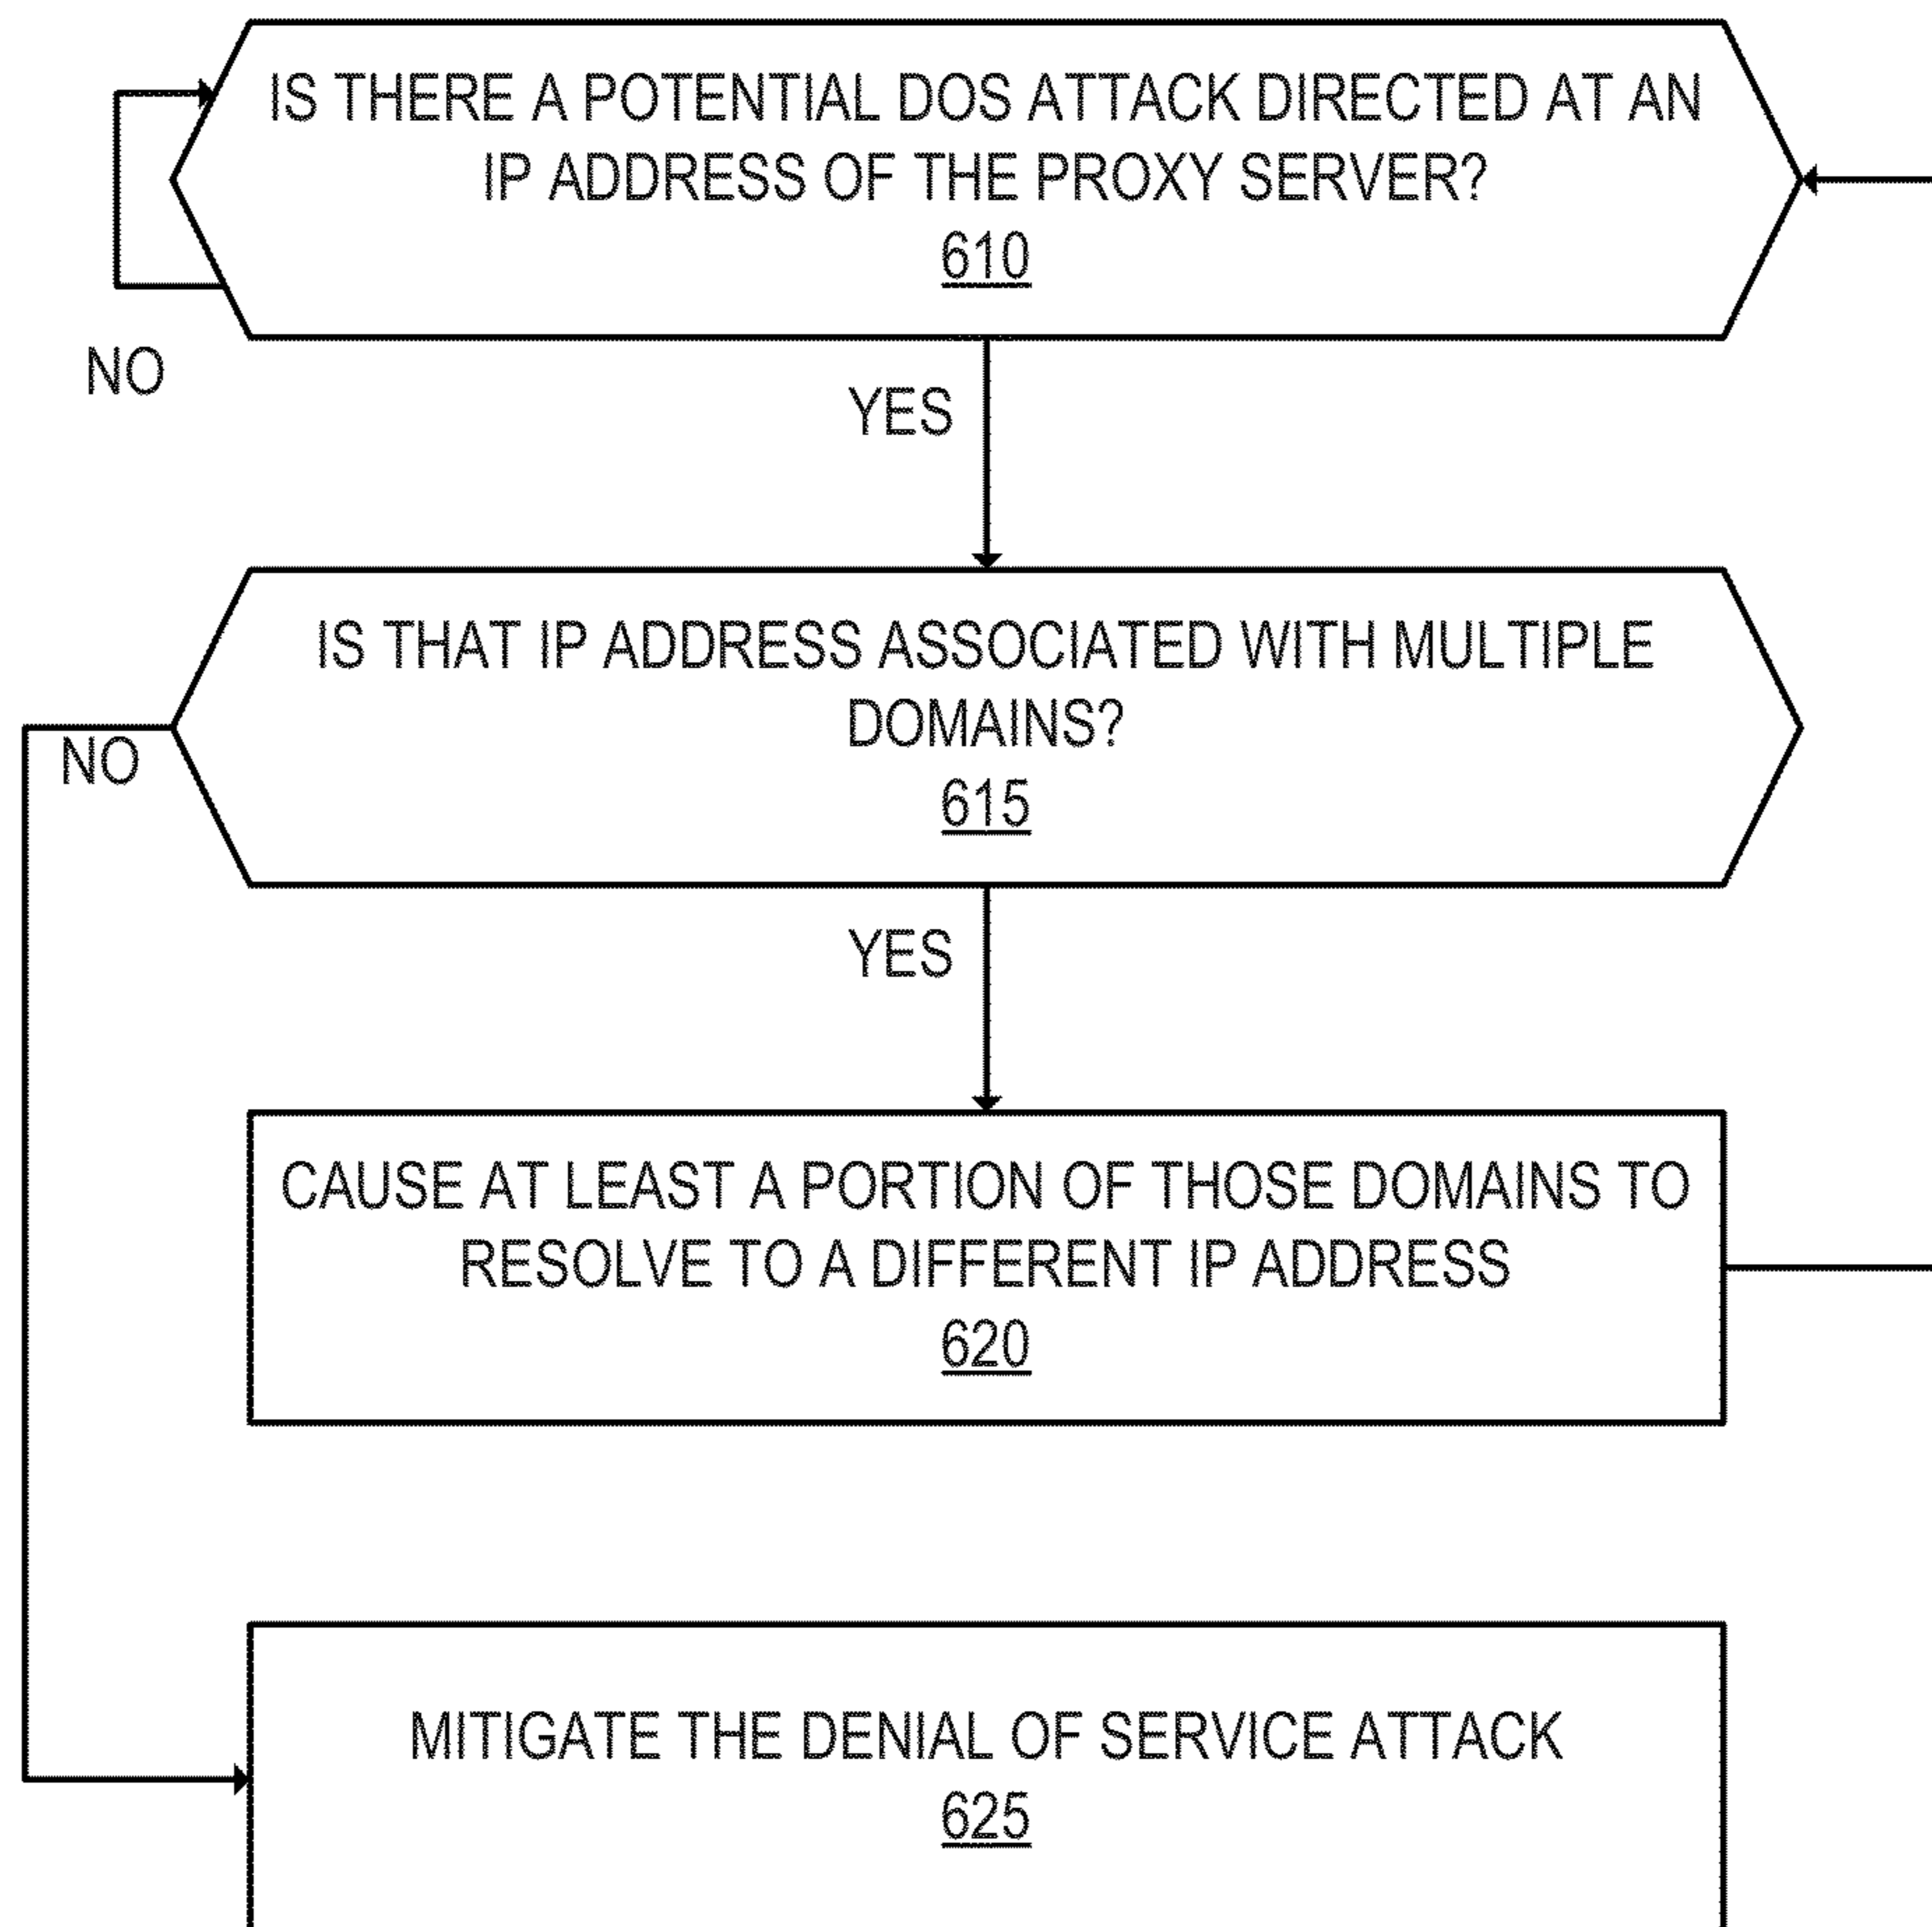 IS THERE A POTENTIAL DOS ATTACK DIRECTED AT AN
IP ADDRESS OF THE PROXY SERVER?
610
NO
YES
IS THAT IP ADDRESS ASSOCIATED WITH MULTIPLE
DOMAINS?
615
NO
YES
CAUSE AT LEAST A PORTION OF THOSE DOMAINS TO
RESOLVE TO A DIFFERENT IP ADDRESS
620
MITIGATE THE DENIAL OF SERVICE ATTACK
625